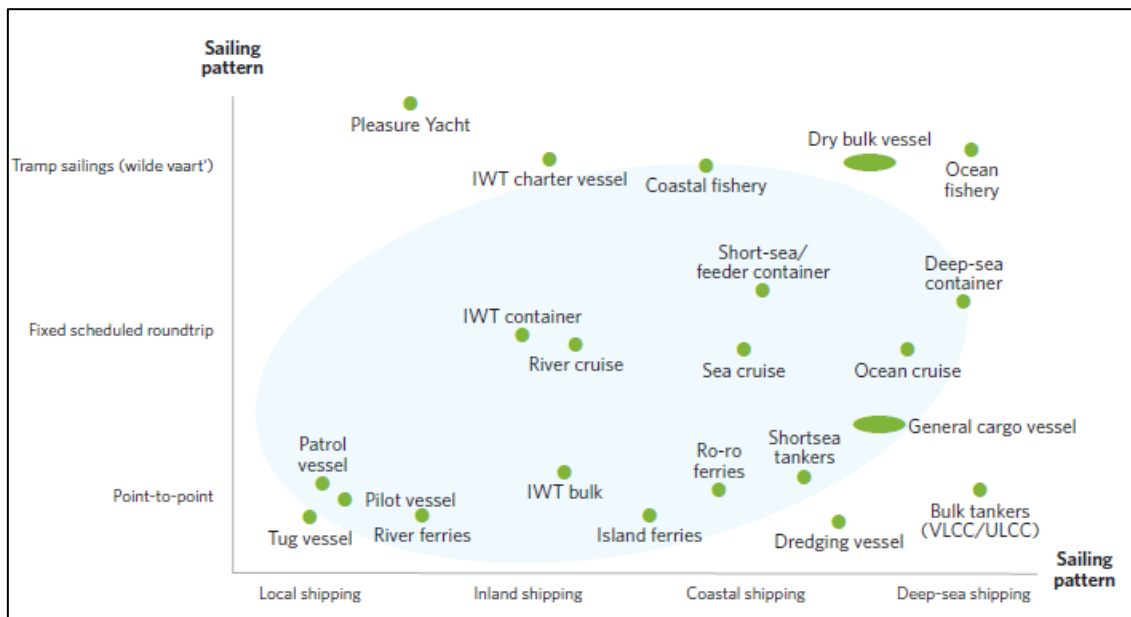 Sailing
pattern
Pleasure Yacht
Tramp sailings (wilde vaart')
IWT charter vessel
Coastal fishery
Dry bulk vessel
Ocean
fishery
Short-sea/
feeder container
Deep-sea
container
Fixed scheduled roundtrip
IWT container
River cruise
Sea cruise
Ocean cruise
General cargo vessel
Patrol
vessel
Ro-ro
ferries
Shortsea
tankers
Point-to-point
Pilot vessel
IWT bulk
Tug vessel
River ferries
Island ferries
Dredging vessel
Bulk tankers
(VLCC/ULCC)
Sailing
pattern
Local shipping
Inland shipping
Coastal shipping
Deep-sea shipping